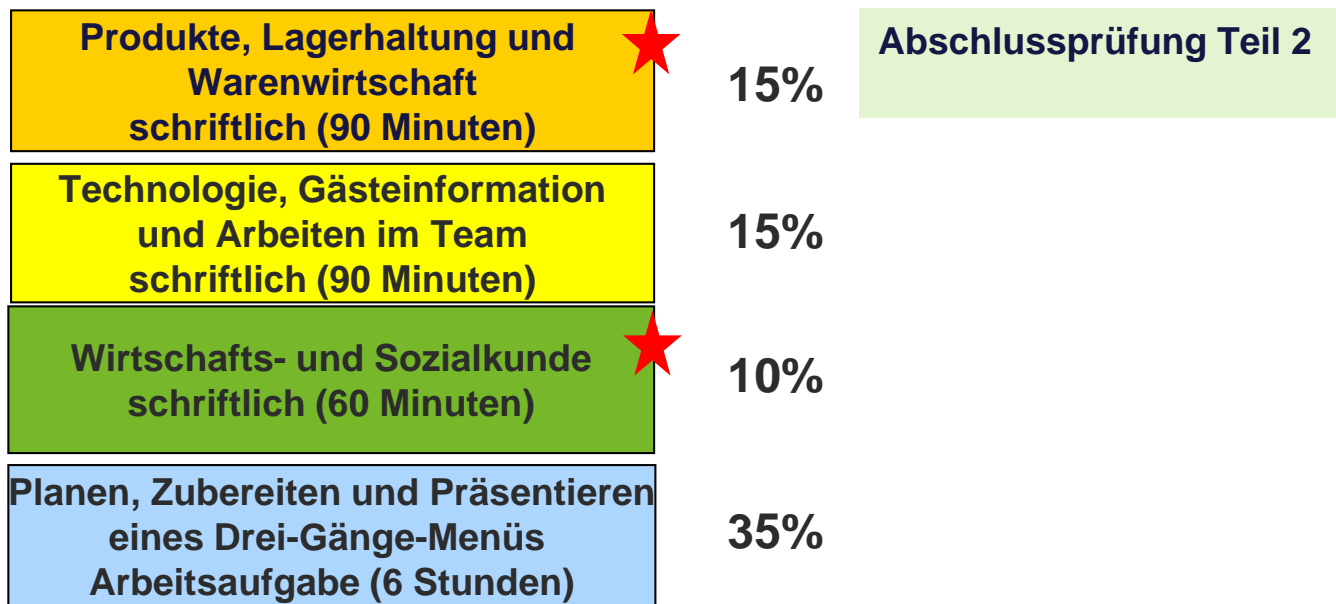 Produkte, Lagerhaltung und
Warenwirtschaft
schriftlich (90 Minuten)
15%
Abschlussprüfung Teil 2
Technologie, Gästeinformation
und Arbeiten im Team
schriftlich (90 Minuten)
15%
Wirtschafts- und Sozialkunde
schriftlich (60 Minuten)
10%
Planen, Zubereiten und Präsentieren
eines Drei-Gänge-Menüs
Arbeitsaufgabe (6 Stunden)
35%